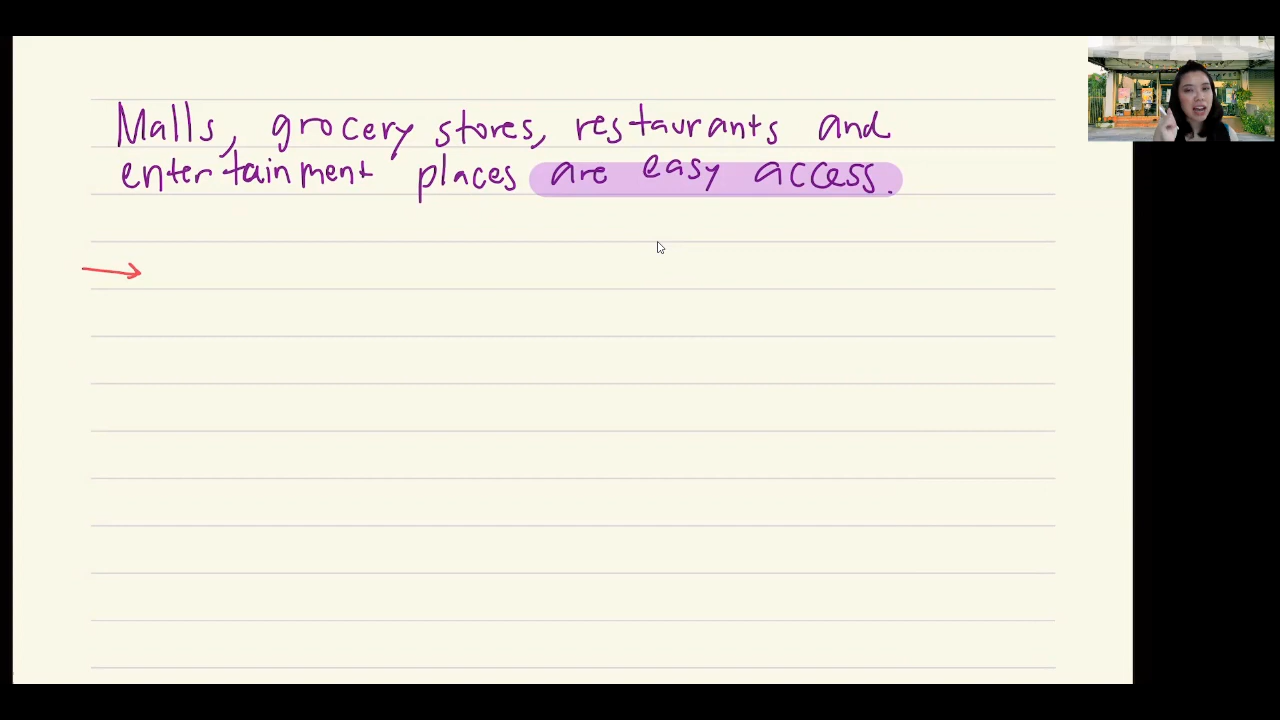 Malls, grocery stores, restaurants and
entertainment places are easy access.